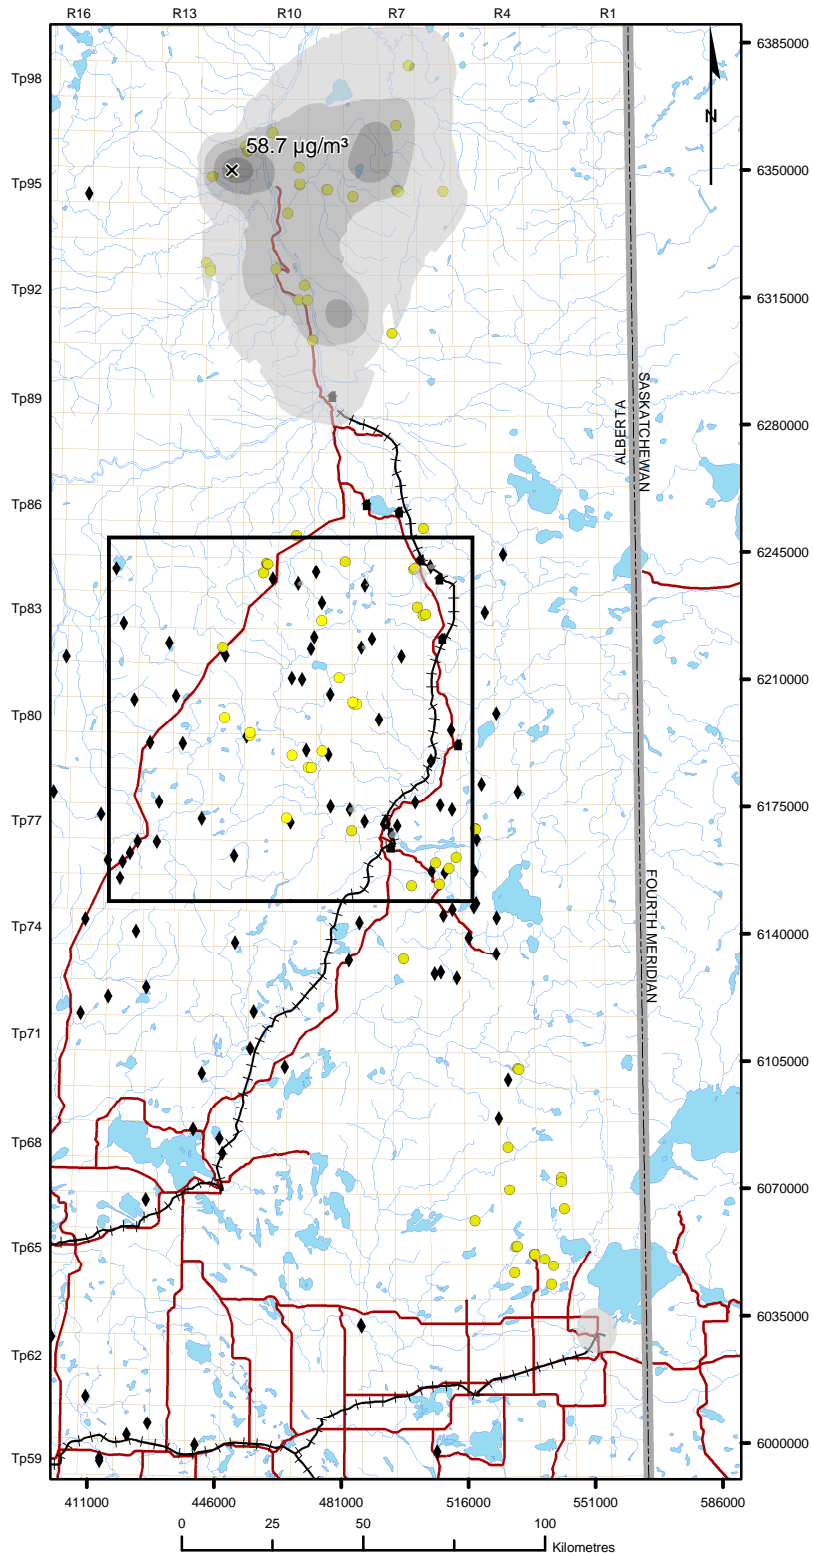 R16 R13 R10 R7 R4 R1
6385000
Tp98
N
58.7 µg/m³
6350000
Tp95
Tp92
6315000
Tp89
SASKATCHEWAN
ALBERTA
6280000
Tp86
6245000
Tp83
6210000
Tp80
6175000
Tp77
FOURTH MERIDIAN
Tp74
6140000
Tp71
6105000
Tp68
6070000
Tp65
6035000
Tp62
Tp59
6000000
411000 446000 481000 516000 551000 586000
0 25 50 100
Kilometres